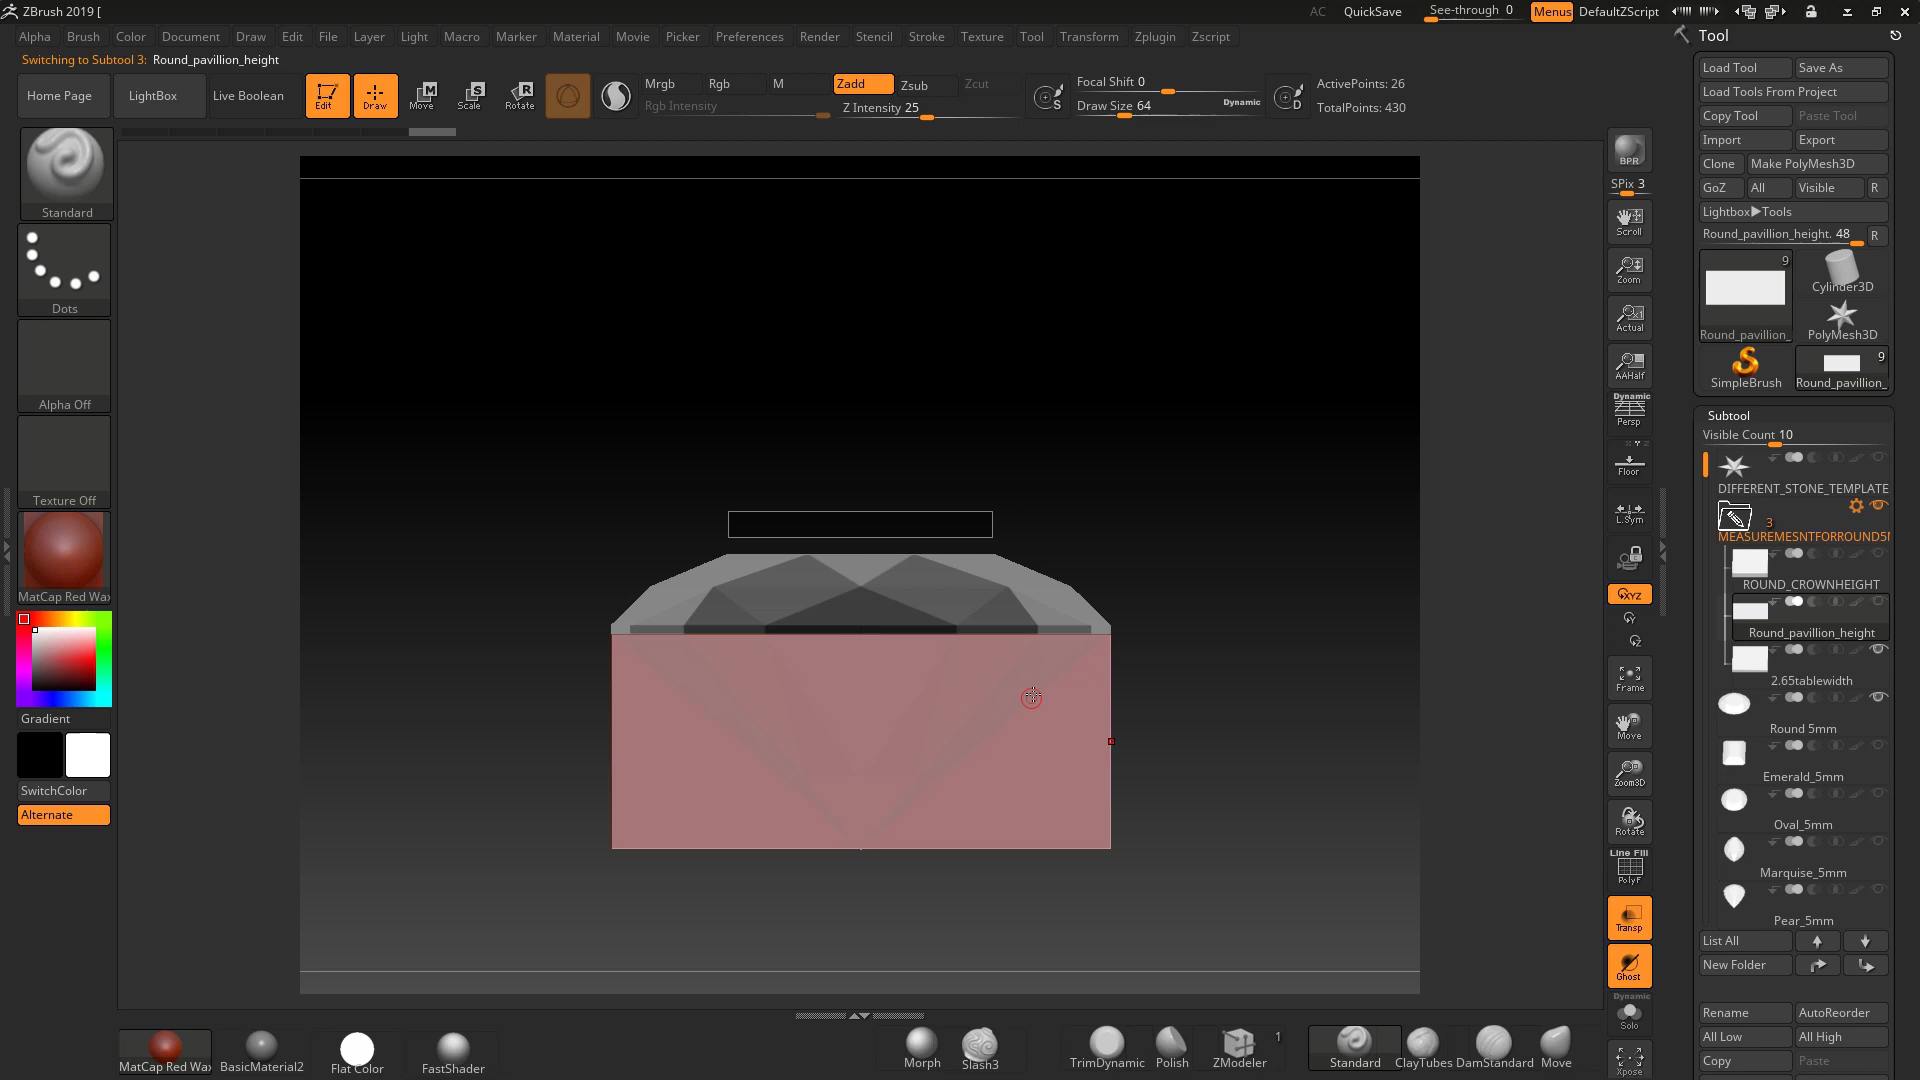 ZBrush 2019 [
AC QuickSave See-through 0 Menus DefaultZScript
Alpha Brush Color Document Draw Edit File Layer Light Macro Marker Material Movie Picker Preferences Render Stencil Stroke Texture Tool Transform Zplugin Zscript
Switching to Subtool 3: Round_pavillion_height
Home Page LightBox Live Boolean Edit Draw Move Scale Rotate
Mrgb Rgb M Zadd Zsub Zcut
Rgb Intensity Z Intensity 25
Focal Shift 0
Draw Size 64 Dynamic
ActivePoints: 26
TotalPoints: 430
Standard
Dots
Alpha Off
Texture Off
MatCap Red Wax
Gradient
SwitchColor
Alternate
BPR
SPix 3
Scroll
Zoom
Actual
AAHalf
Dynamic
Persp
Floor
L.Sym
XYZ
Frame
Move
Zoom3D
Rotate
Line Fill
PolyF
Transp
Ghost
Dynamic
Solo
Xpose
Tool
Load Tool Save As
Load Tools From Project
Copy Tool Paste Tool
Import Export
Clone Make PolyMesh3D
GoZ All Visible R
Lightbox▶Tools
Round_pavillion_height. 48 R
9
Round_pavillion_
Cylinder3D
PolyMesh3D
SimpleBrush
9
Round_pavillion_
Subtool
Visible Count 10
DIFFERENT_STONE_TEMPLATE
3
MEASUREMESNTFORROUND5M
ROUND_CROWNHEIGHT
Round_pavillion_height
2.65tablewidth
Round 5mm
Emerald_5mm
Oval_5mm
Marquise_5mm
Pear_5mm
List All
New Folder
Rename AutoReorder
All Low All High
Copy Paste
MatCap Red Wax BasicMaterial2 Flat Color FastShader Morph Slash3 TrimDynamic Polish ZModeler 1 Standard ClayTubes DamStandard Move